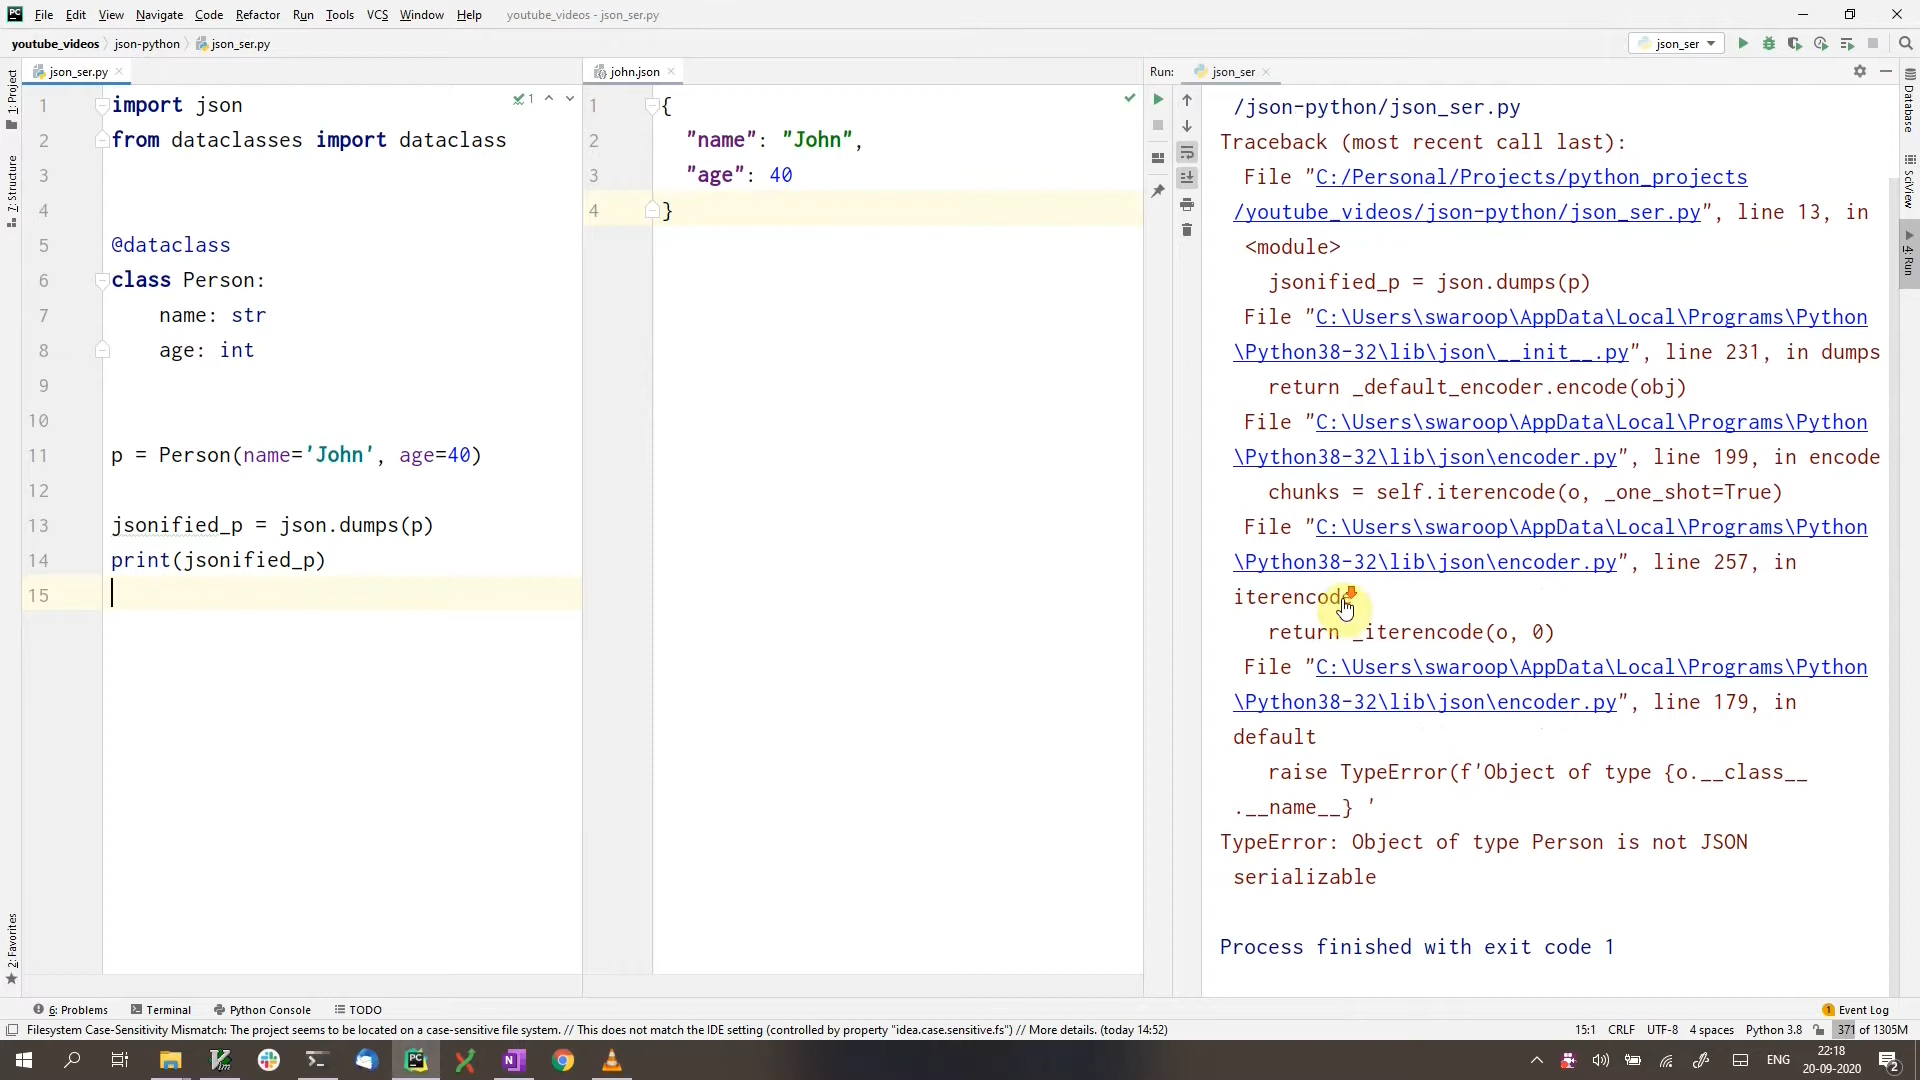 File Edit View Navigate Code Refactor Run Tools VCS Window Help youtube_videos - json_ser.py
youtube_videos json-python json_ser.py
json_ser
1: Project
7: Structure
2: Favorites
json_ser.py
1 import json
2 from dataclasses import dataclass
3
4
5 @dataclass
6 class Person:
7 name: str
8 age: int
9
10
11 p = Person(name='John', age=40)
12
13 jsonified_p = json.dumps(p)
14 print(jsonified_p)
15
1
john.json
1 {
2 "name": "John",
3 "age": 40
4 }
Run: json_ser
/json-python/json_ser.py
Traceback (most recent call last):
File "C:/Personal/Projects/python_projects
/youtube_videos/json-python/json_ser.py", line 13, in
<module>
jsonified_p = json.dumps(p)
File "C:\Users\swaroop\AppData\Local\Programs\Python
\Python38-32\lib\json\__init__.py", line 231, in dumps
return _default_encoder.encode(obj)
File "C:\Users\swaroop\AppData\Local\Programs\Python
\Python38-32\lib\json\encoder.py", line 199, in encode
chunks = self.iterencode(o, _one_shot=True)
File "C:\Users\swaroop\AppData\Local\Programs\Python
\Python38-32\lib\json\encoder.py", line 257, in
iterencode
return _iterencode(o, 0)
File "C:\Users\swaroop\AppData\Local\Programs\Python
\Python38-32\lib\json\encoder.py", line 179, in
default
raise TypeError(f'Object of type {o.__class__
.__name__} '
TypeError: Object of type Person is not JSON
serializable
Process finished with exit code 1
Database
SciView
4: Run
6: Problems Terminal Python Console TODO
1 Event Log
Filesystem Case-Sensitivity Mismatch: The project seems to be located on a case-sensitive file system. // This does not match the IDE setting (controlled by property "idea.case.sensitive.fs") // More details. (today 14:52)
15:1 CRLF UTF-8 4 spaces Python 3.8 371 of 1305M
ENG
22:18
20-09-2020
2